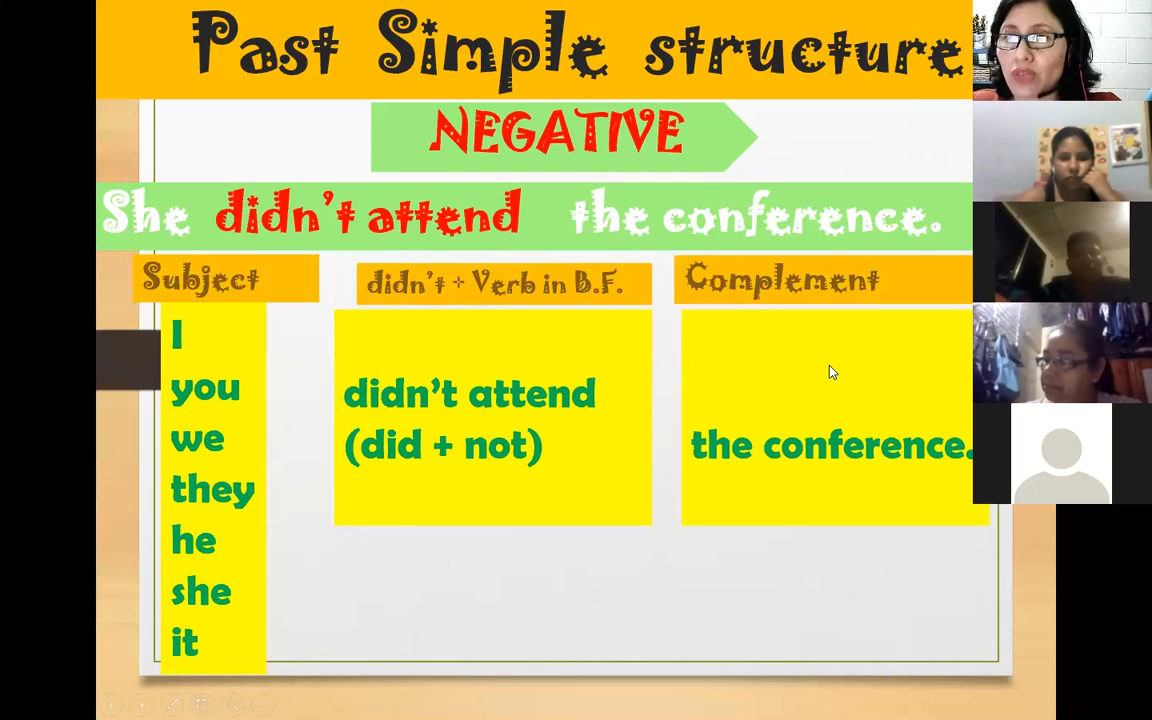 Past Simple structure
NEGATIVE
She didn't attend the conference.
Subject
didn't + Verb in B.F.
Complement
I
you
we
they
he
she
it
didn't attend
(did + not)
the conference.